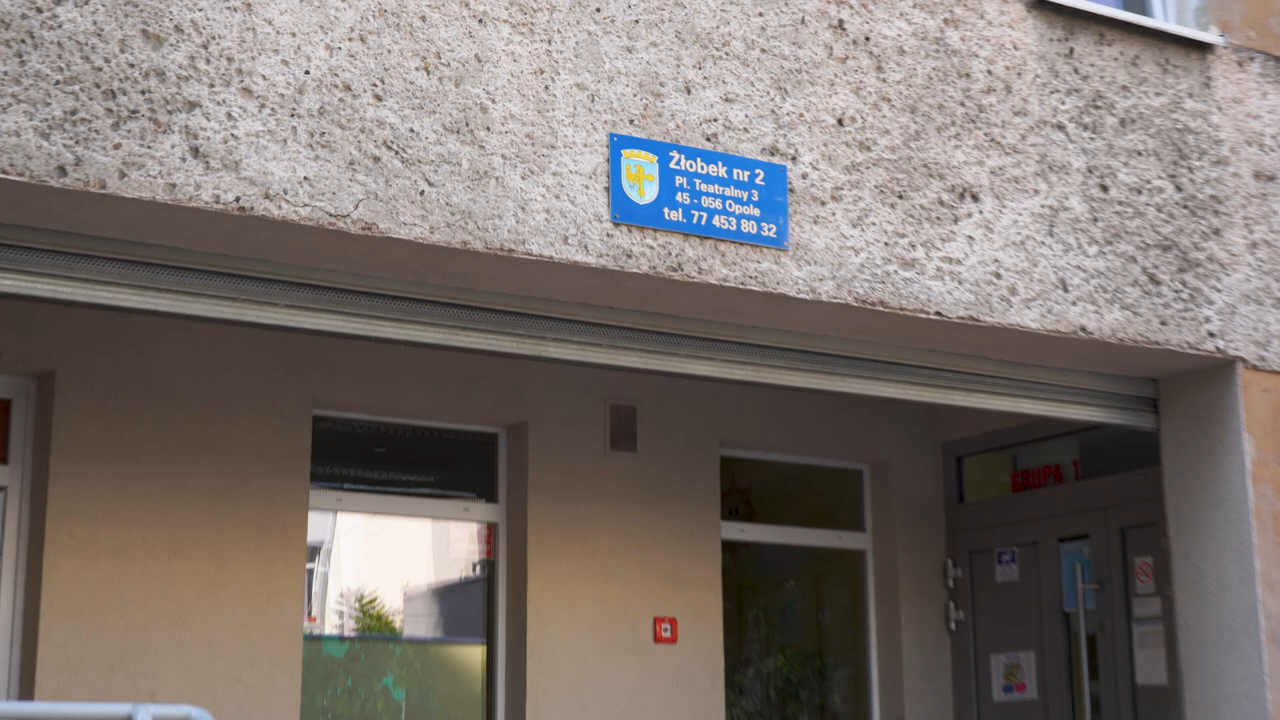 Żłobek nr 2
Pl. Teatralny 3
45 - 056 Opole
tel. 77 453 80 32
GRUPA 1